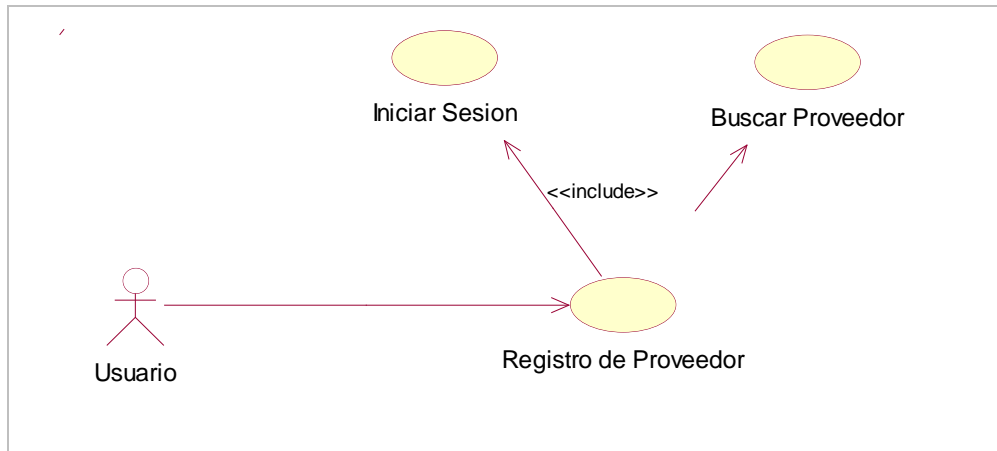 Iniciar Sesion
Buscar Proveedor
<<include>>
Registro de Proveedor
Usuario